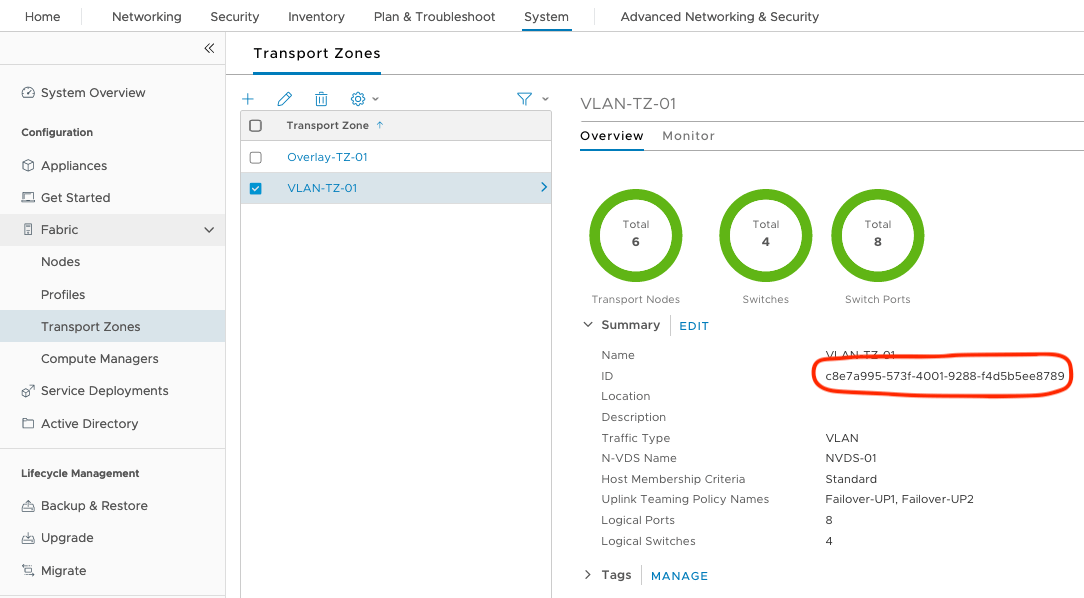 Home Networking Security Inventory Plan & Troubleshoot System Advanced Networking & Security
System Overview
Configuration
Appliances
Get Started
Fabric
Nodes
Profiles
Transport Zones
Compute Managers
Service Deployments
Active Directory
Lifecycle Management
Backup & Restore
Upgrade
Migrate
Transport Zones
Transport Zone
Overlay-TZ-01
VLAN-TZ-01
VLAN-TZ-01
Overview Monitor
Total Total Total
6 4 8
Transport Nodes Switches Switch Ports
Summary EDIT
Name VLAN-TZ-01
ID c8e7a995-573f-4001-9288-f4d5b5ee8789
Location
Description
Traffic Type VLAN
N-VDS Name NVDS-01
Host Membership Criteria Standard
Uplink Teaming Policy Names Failover-UP1, Failover-UP2
Logical Ports 8
Logical Switches 4
Tags MANAGE